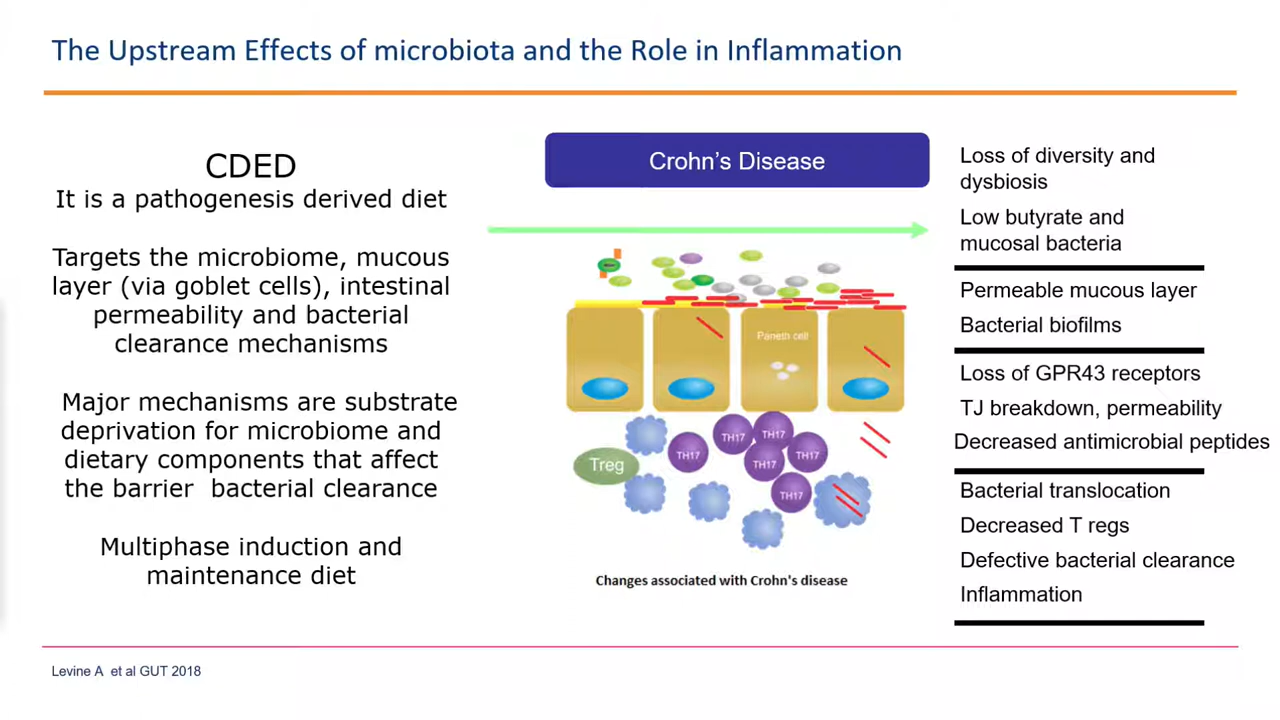 The Upstream Effects of microbiota and the Role in Inflammation
CDED
It is a pathogenesis derived diet
Targets the microbiome, mucous
layer (via goblet cells), intestinal
permeability and bacterial
clearance mechanisms
Major mechanisms are substrate
deprivation for microbiome and
dietary components that affect
the barrier bacterial clearance
Multiphase induction and
maintenance diet
Crohn's Disease
Paneth cell
Treg
TH17
TH17
TH17
TH17
TH17
TH17
Changes associated with Crohn's disease
Loss of diversity and
dysbiosis
Low butyrate and
mucosal bacteria
Permeable mucous layer
Bacterial biofilms
Loss of GPR43 receptors
TJ breakdown, permeability
Decreased antimicrobial peptides
Bacterial translocation
Decreased T regs
Defective bacterial clearance
Inflammation
Levine A et al GUT 2018